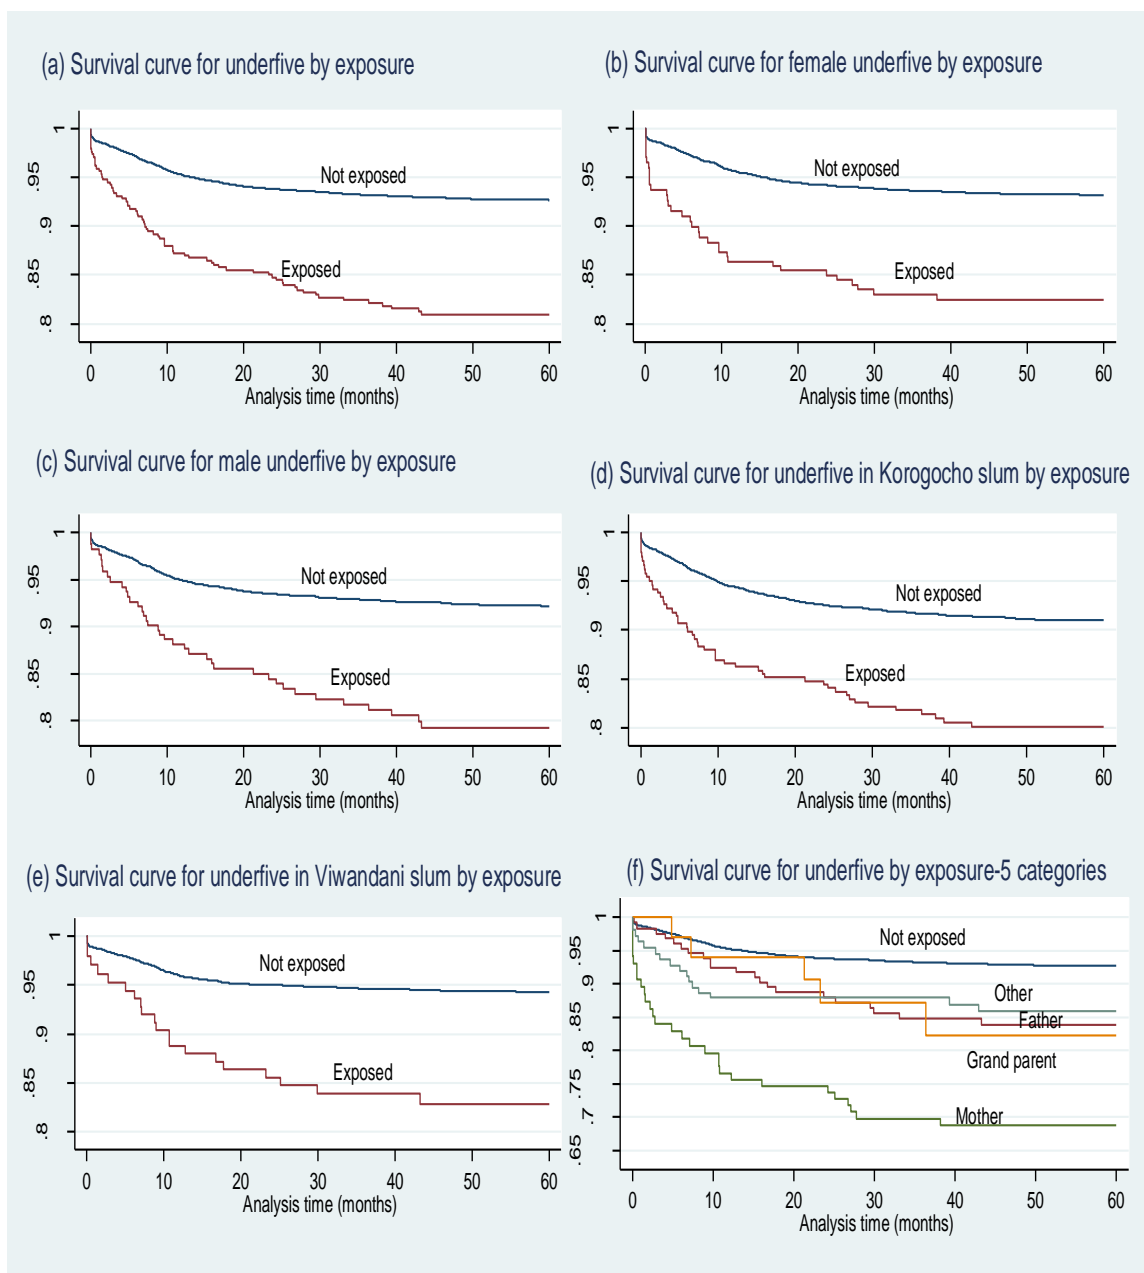 (a) Survival curve for underfive by exposure
1
.95
.9
.85
.8
Not exposed
Exposed
0 10 20 30 40 50 60
Analysis time (months)
(b) Survival curve for female underfive by exposure
1
.95
.9
.85
.8
Not exposed
Exposed
0 10 20 30 40 50 60
Analysis time (months)
(c) Survival curve for male underfive by exposure
1
.95
.9
.85
.8
Not exposed
Exposed
0 10 20 30 40 50 60
Analysis time (months)
(d) Survival curve for underfive in Korogocho slum by exposure
1
.95
.9
.85
.8
Not exposed
Exposed
0 10 20 30 40 50 60
Analysis time (months)
(e) Survival curve for underfive in Viwandani slum by exposure
1
.95
.9
.85
.8
Not exposed
Exposed
0 10 20 30 40 50 60
Analysis time (months)
(f) Survival curve for underfive by exposure-5 categories
1
.95
.9
.85
.8
.75
.7
.65
Not exposed
Other
Father
Grand parent
Mother
0 10 20 30 40 50 60
Analysis time (months)